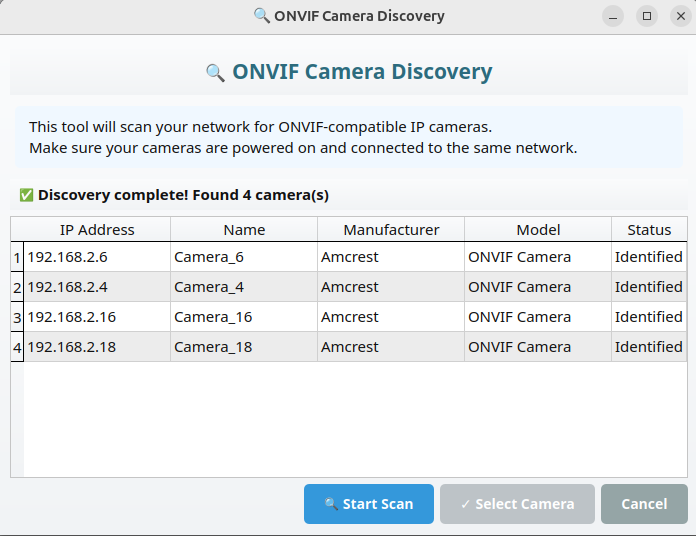 🔍 ONVIF Camera Discovery
🔍 ONVIF Camera Discovery
This tool will scan your network for ONVIF-compatible IP cameras.
Make sure your cameras are powered on and connected to the same network.
✅ Discovery complete! Found 4 camera(s)
IP Address Name Manufacturer Model Status
1 192.168.2.6 Camera_6 Amcrest ONVIF Camera Identified
2 192.168.2.4 Camera_4 Amcrest ONVIF Camera Identified
3 192.168.2.16 Camera_16 Amcrest ONVIF Camera Identified
4 192.168.2.18 Camera_18 Amcrest ONVIF Camera Identified
🔍 Start Scan ✓ Select Camera Cancel